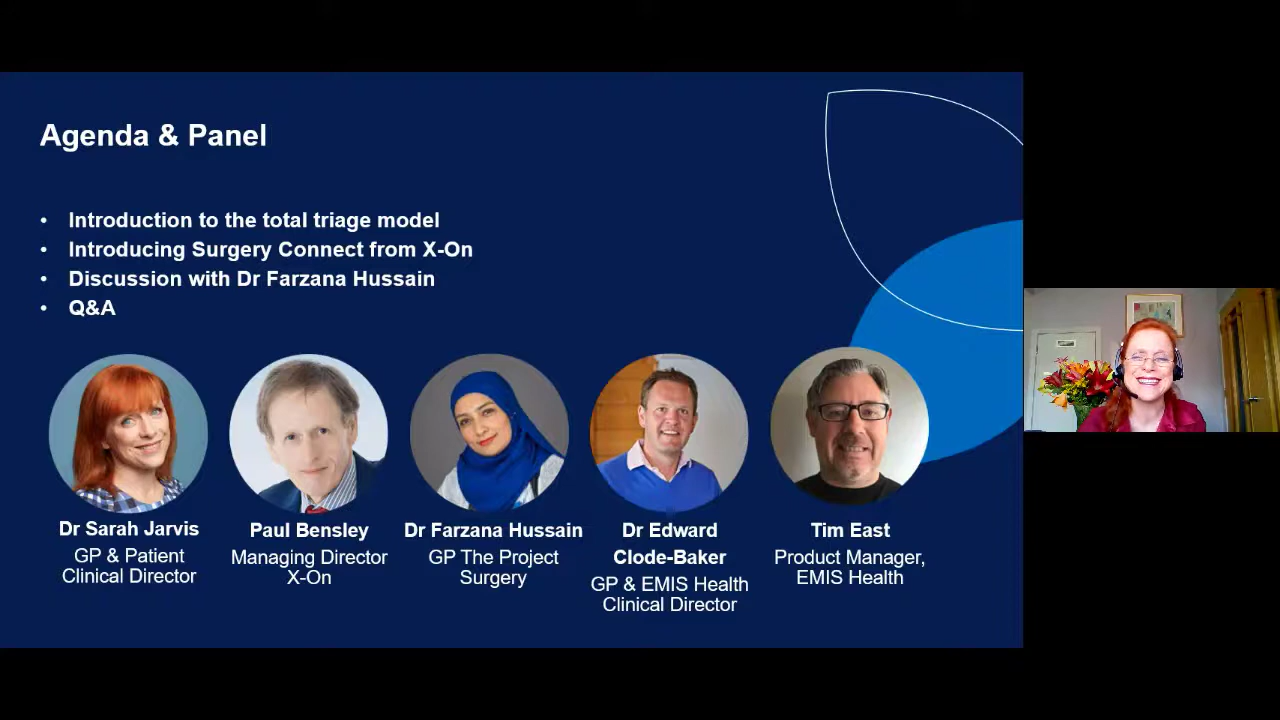 Agenda & Panel
• Introduction to the total triage model
• Introducing Surgery Connect from X-On
• Discussion with Dr Farzana Hussain
• Q&A
Dr Sarah Jarvis
GP & Patient
Clinical Director
Paul Bensley
Managing Director
X-On
Dr Farzana Hussain
GP The Project
Surgery
Dr Edward
Clode-Baker
GP & EMIS Health
Clinical Director
Tim East
Product Manager,
EMIS Health